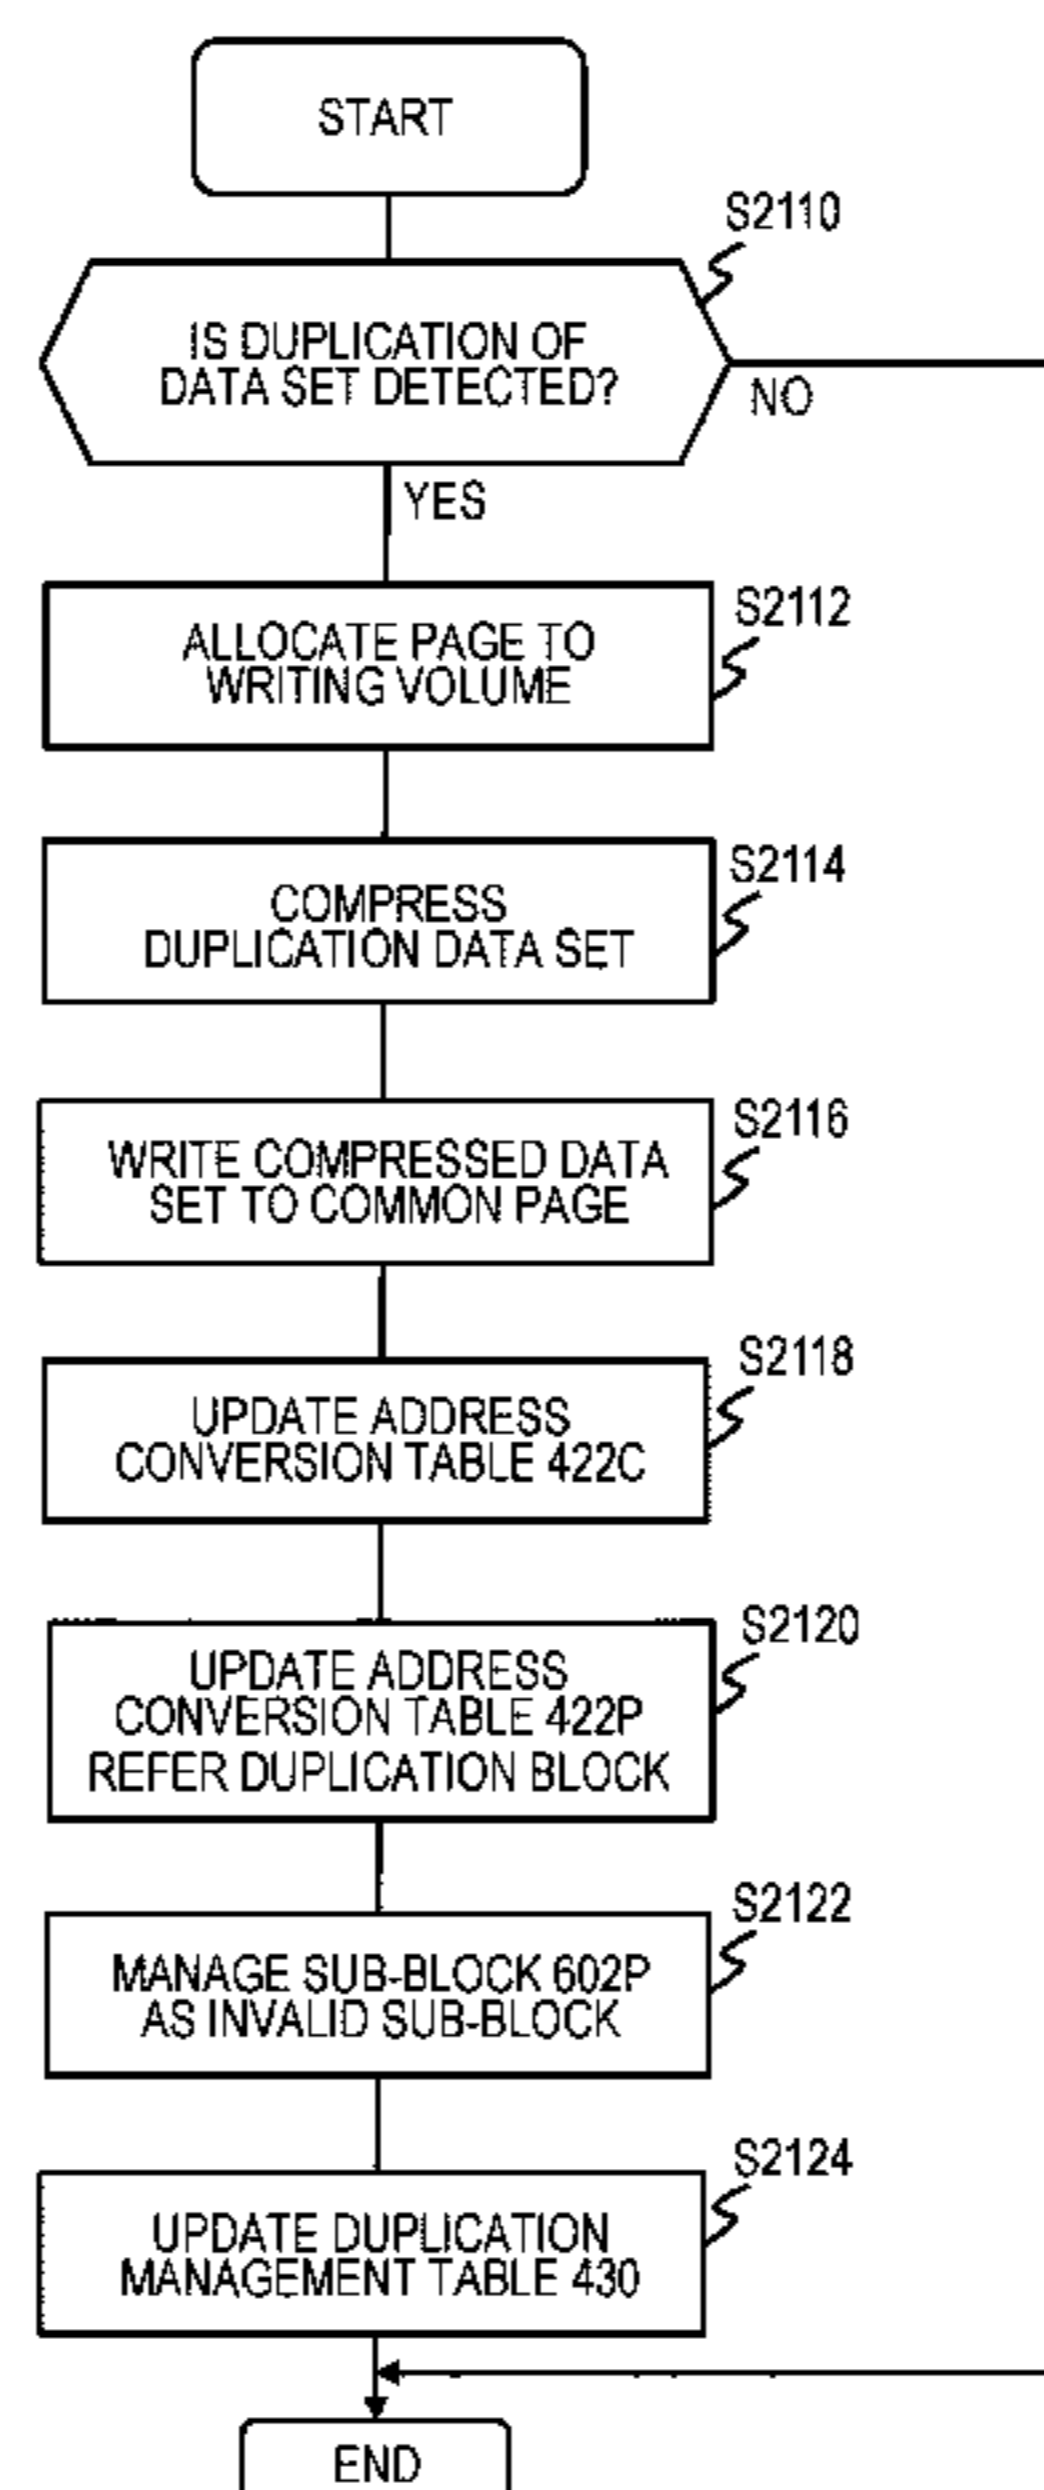 START
S2110
IS DUPLICATION OF
DATA SET DETECTED?
NO
YES
S2112
ALLOCATE PAGE TO
WRITING VOLUME
S2114
COMPRESS
DUPLICATION DATA SET
S2116
WRITE COMPRESSED DATA
SET TO COMMON PAGE
S2118
UPDATE ADDRESS
CONVERSION TABLE 422C
S2120
UPDATE ADDRESS
CONVERSION TABLE 422P
REFER DUPLICATION BLOCK
S2122
MANAGE SUB-BLOCK 602P
AS INVALID SUB-BLOCK
S2124
UPDATE DUPLICATION
MANAGEMENT TABLE 430
END